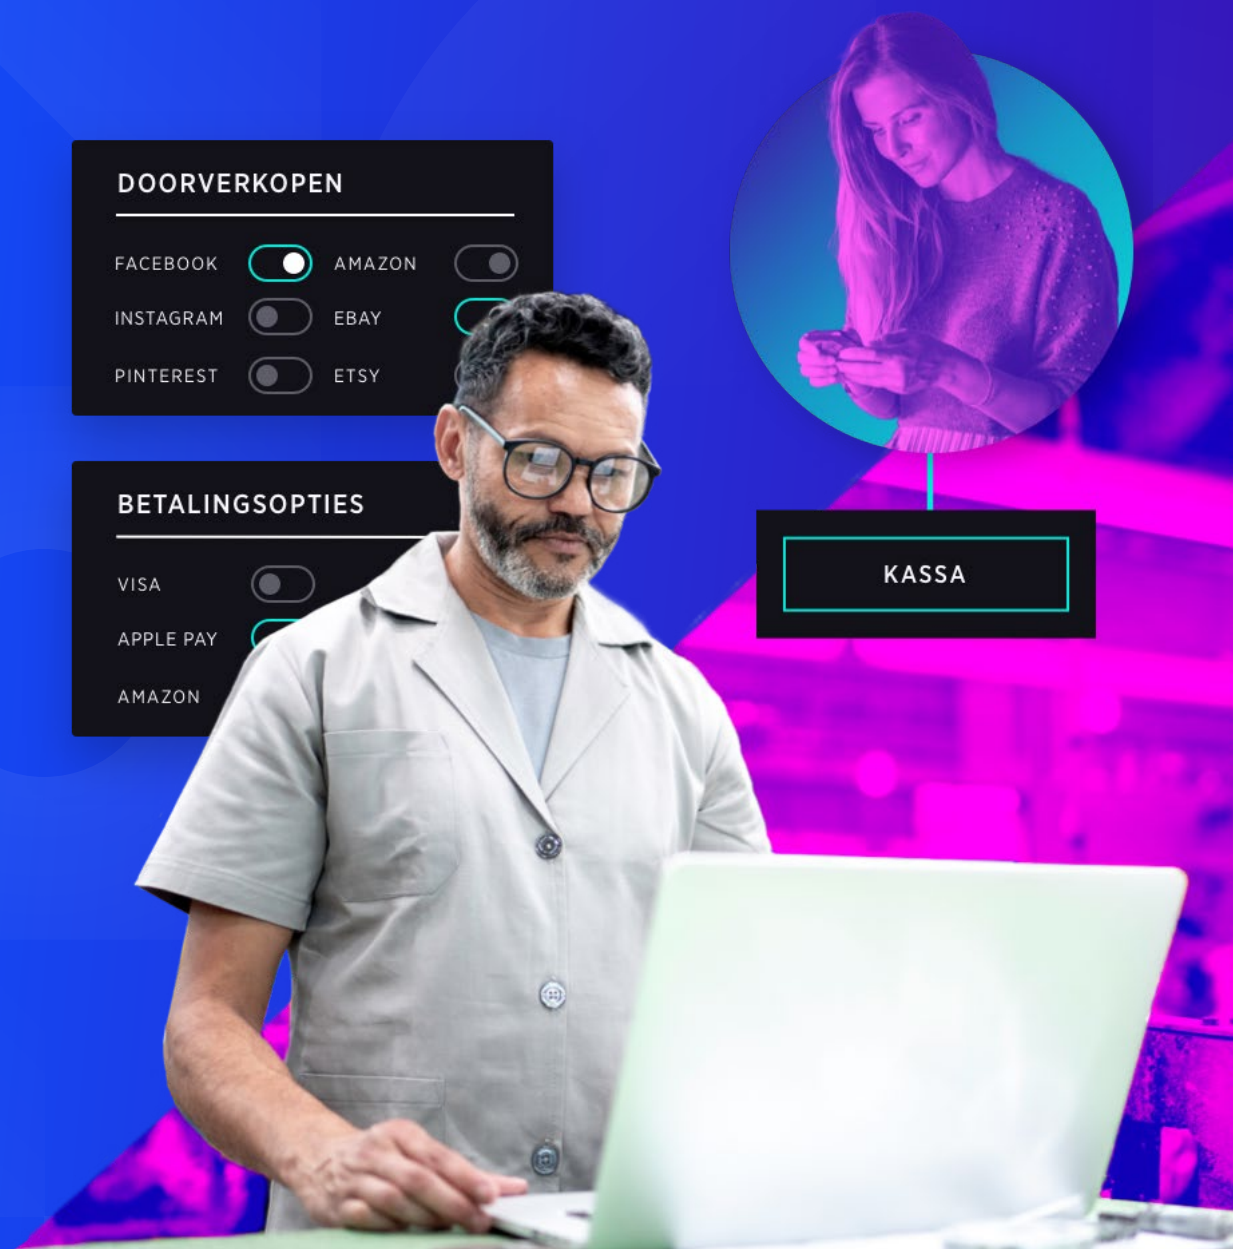 DOORVERKOPEN
FACEBOOK AMAZON
INSTAGRAM EBAY
PINTEREST ETSY
BETALINGSOPTIES
VISA
APPLE PAY
AMAZON
KASSA